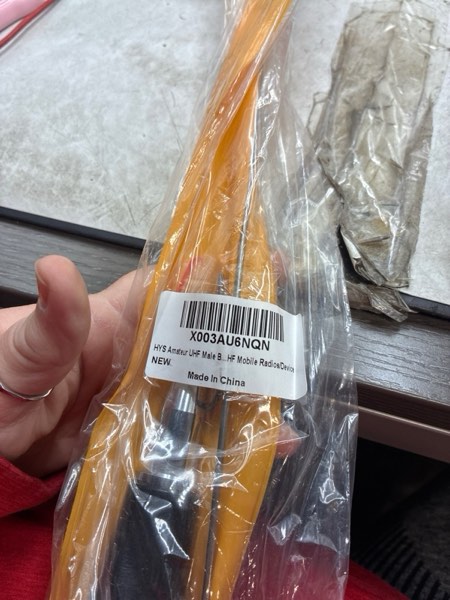 X003AU6NQN
HYS Amateur UHF Male B...HF Mobile Radios/Device
NEW
Made in China